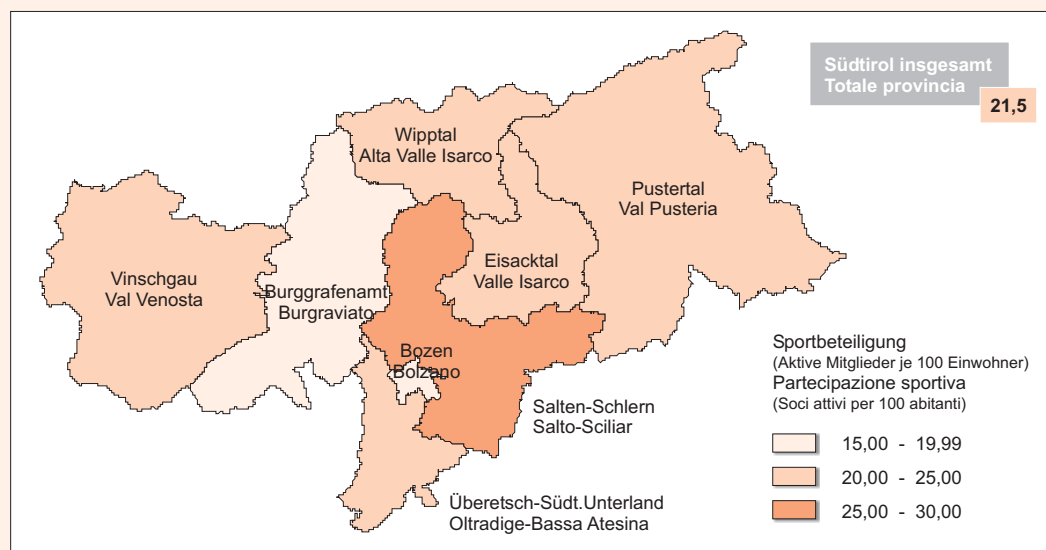 Südtirol insgesamt
Totale provincia
21,5
Wipptal
Alta Valle Isarco
Pustertal
Val Pusteria
Eisacktal
Valle Isarco
Vinschgau
Val Venosta
Burggrafenamt
Burgraviato
Bozen
Bolzano
Salten-Schlern
Salto-Sciliar
Überetsch-Südt.Unterland
Oltradige-Bassa Atesina
Sportbeteiligung
(Aktive Mitglieder je 100 Einwohner)
Partecipazione sportiva
(Soci attivi per 100 abitanti)
15,00 - 19,99
20,00 - 25,00
25,00 - 30,00